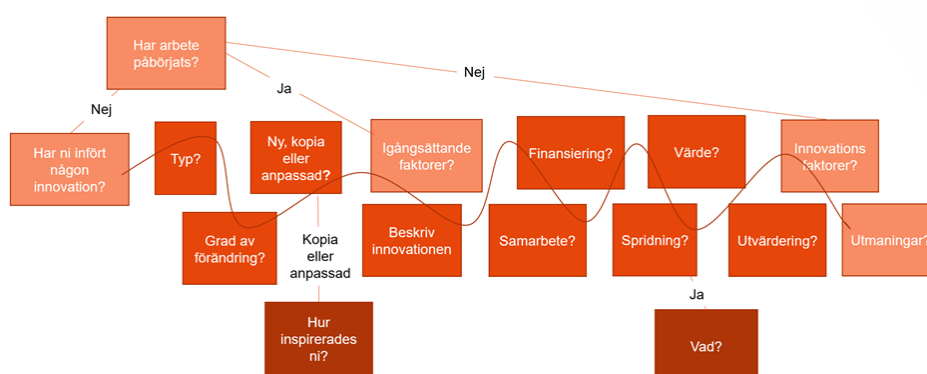 Har arbete
påbörjats?
Nej
Ja
Nej
Har ni infört
någon
innovation?
Typ?
Grad av
förändring?
Ny, kopia
eller
anpassad?
Kopia
eller
anpassad
Hur
inspirerades
ni?
Igångsättande
faktorer?
Beskriv
innovationen
Finansiering?
Samarbete?
Värde?
Spridning?
Ja
Vad?
Utvärdering?
Innovations
faktorer?
Utmaningar?